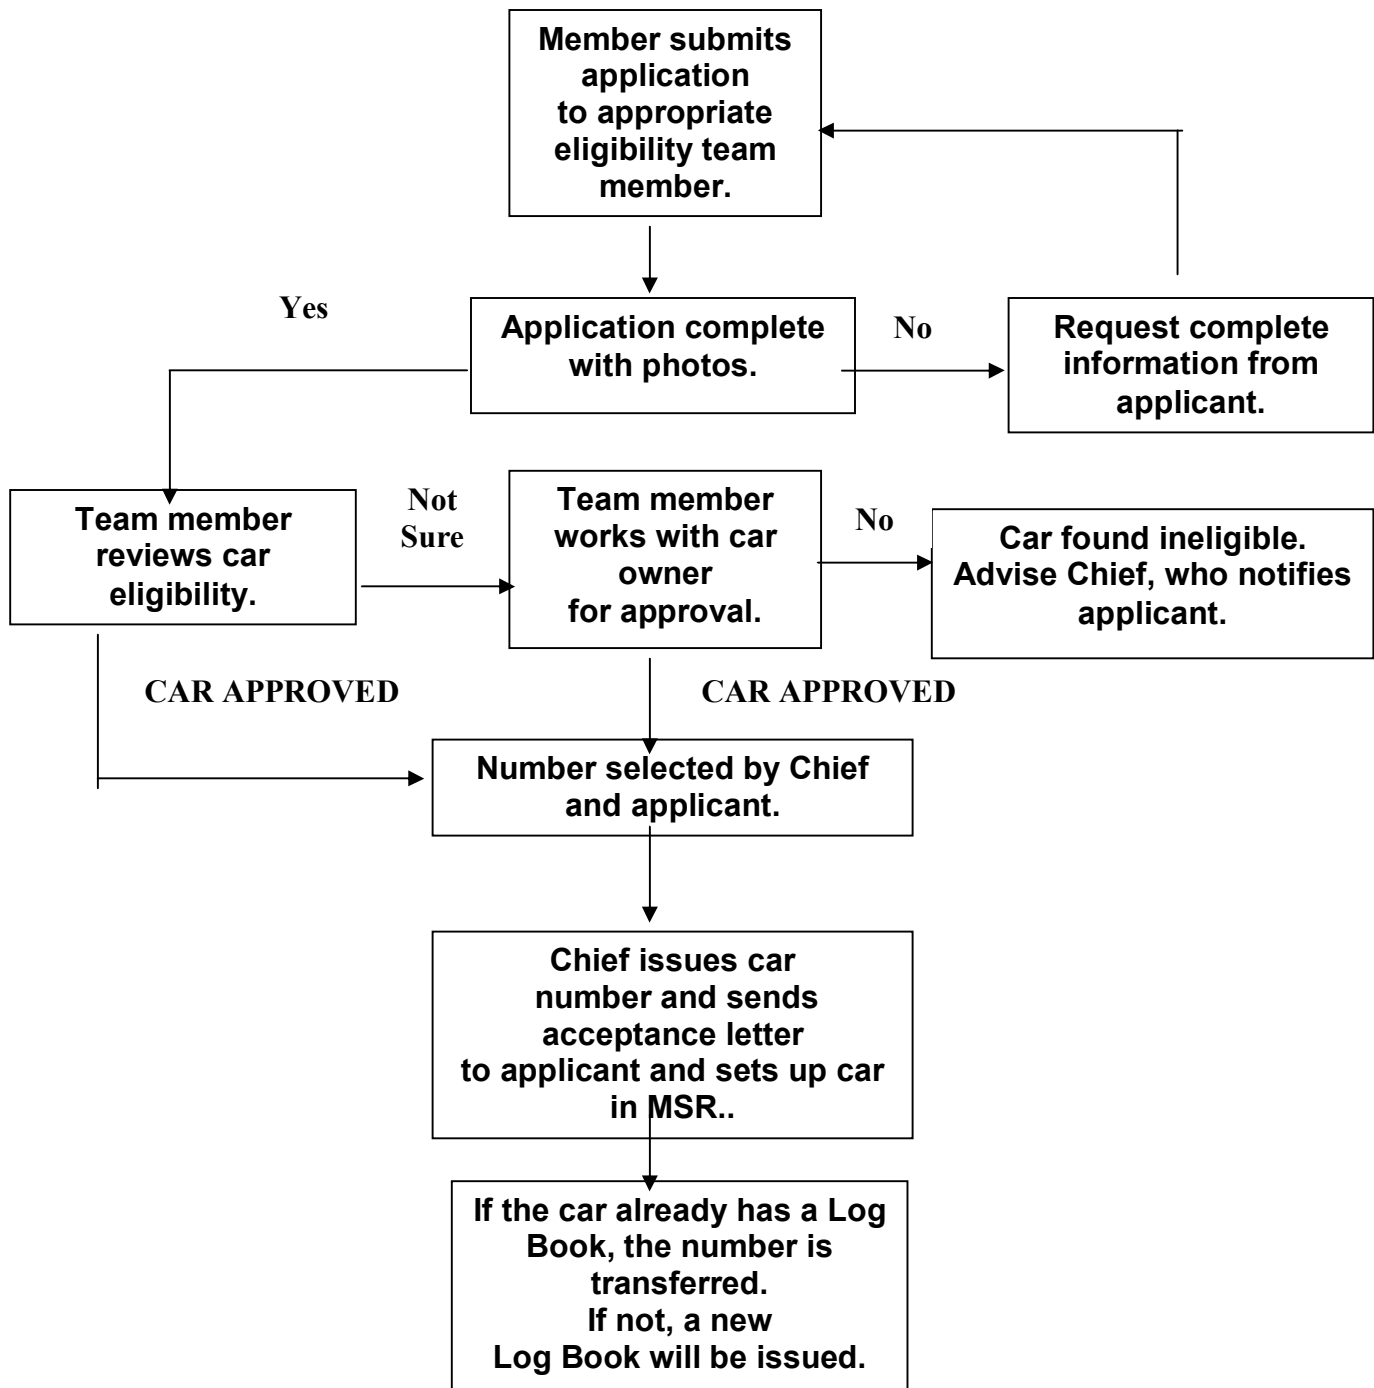 Member submits
application
to appropriate
eligibility team
member.
Yes
Application complete
with photos.
No
Request complete
information from
applicant.
Team member
reviews car
eligibility.
Not
Sure
Team member
works with car
owner
for approval.
No
Car found ineligible.
Advise Chief, who notifies
applicant.
CAR APPROVED
CAR APPROVED
Number selected by Chief
and applicant.
Chief issues car
number and sends
acceptance letter
to applicant and sets up car
in MSR..
If the car already has a Log
Book, the number is
transferred.
If not, a new
Log Book will be issued.